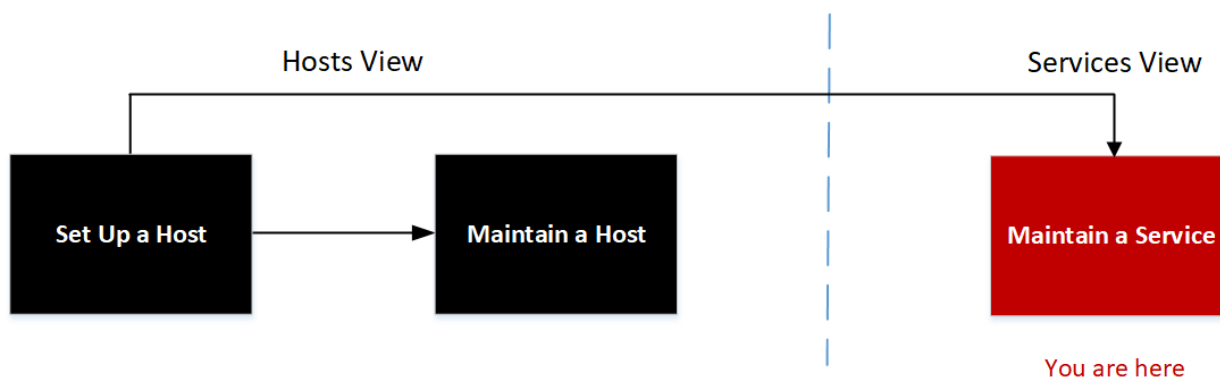 Hosts View
Services View
Set Up a Host
Maintain a Host
Maintain a Service
You are here